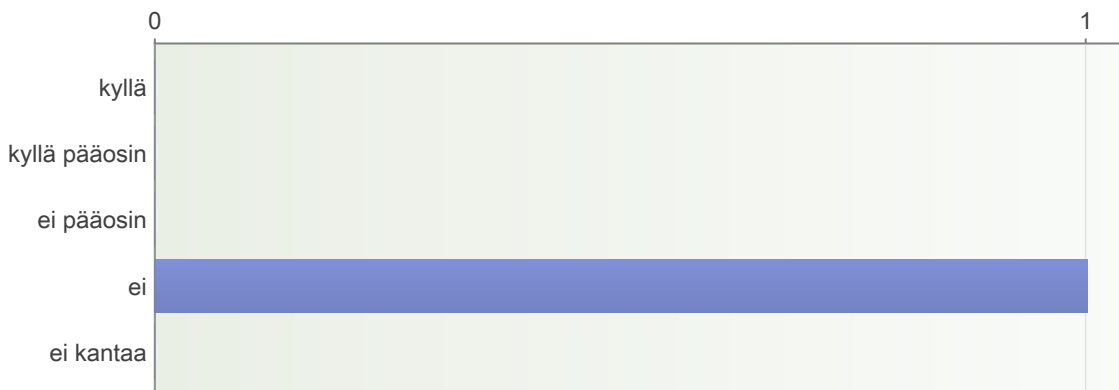 0 1
kyllä
kyllä pääosin
ei pääosin
ei
ei kantaa